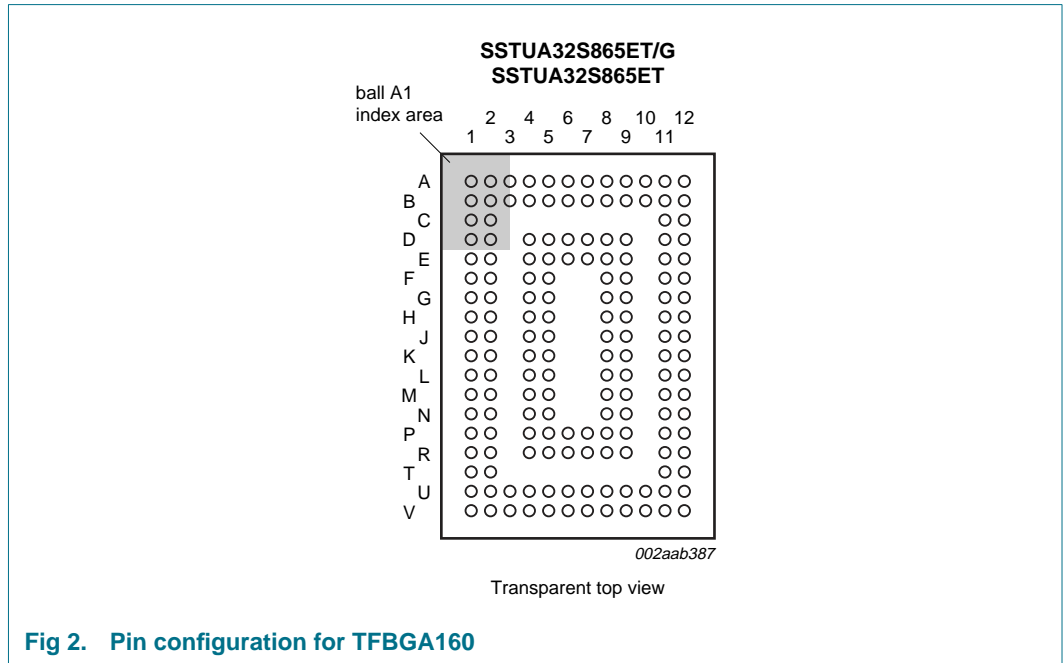 SSTUA32S865ET/G
SSTUA32S865ET
ball A1
index area
2 4 6 8 10 12
1 3 5 7 9 11
A
B
C
D
E
F
G
H
J
K
L
M
N
P
R
T
U
V
002aab387
Transparent top view
Fig 2. Pin configuration for TFBGA160